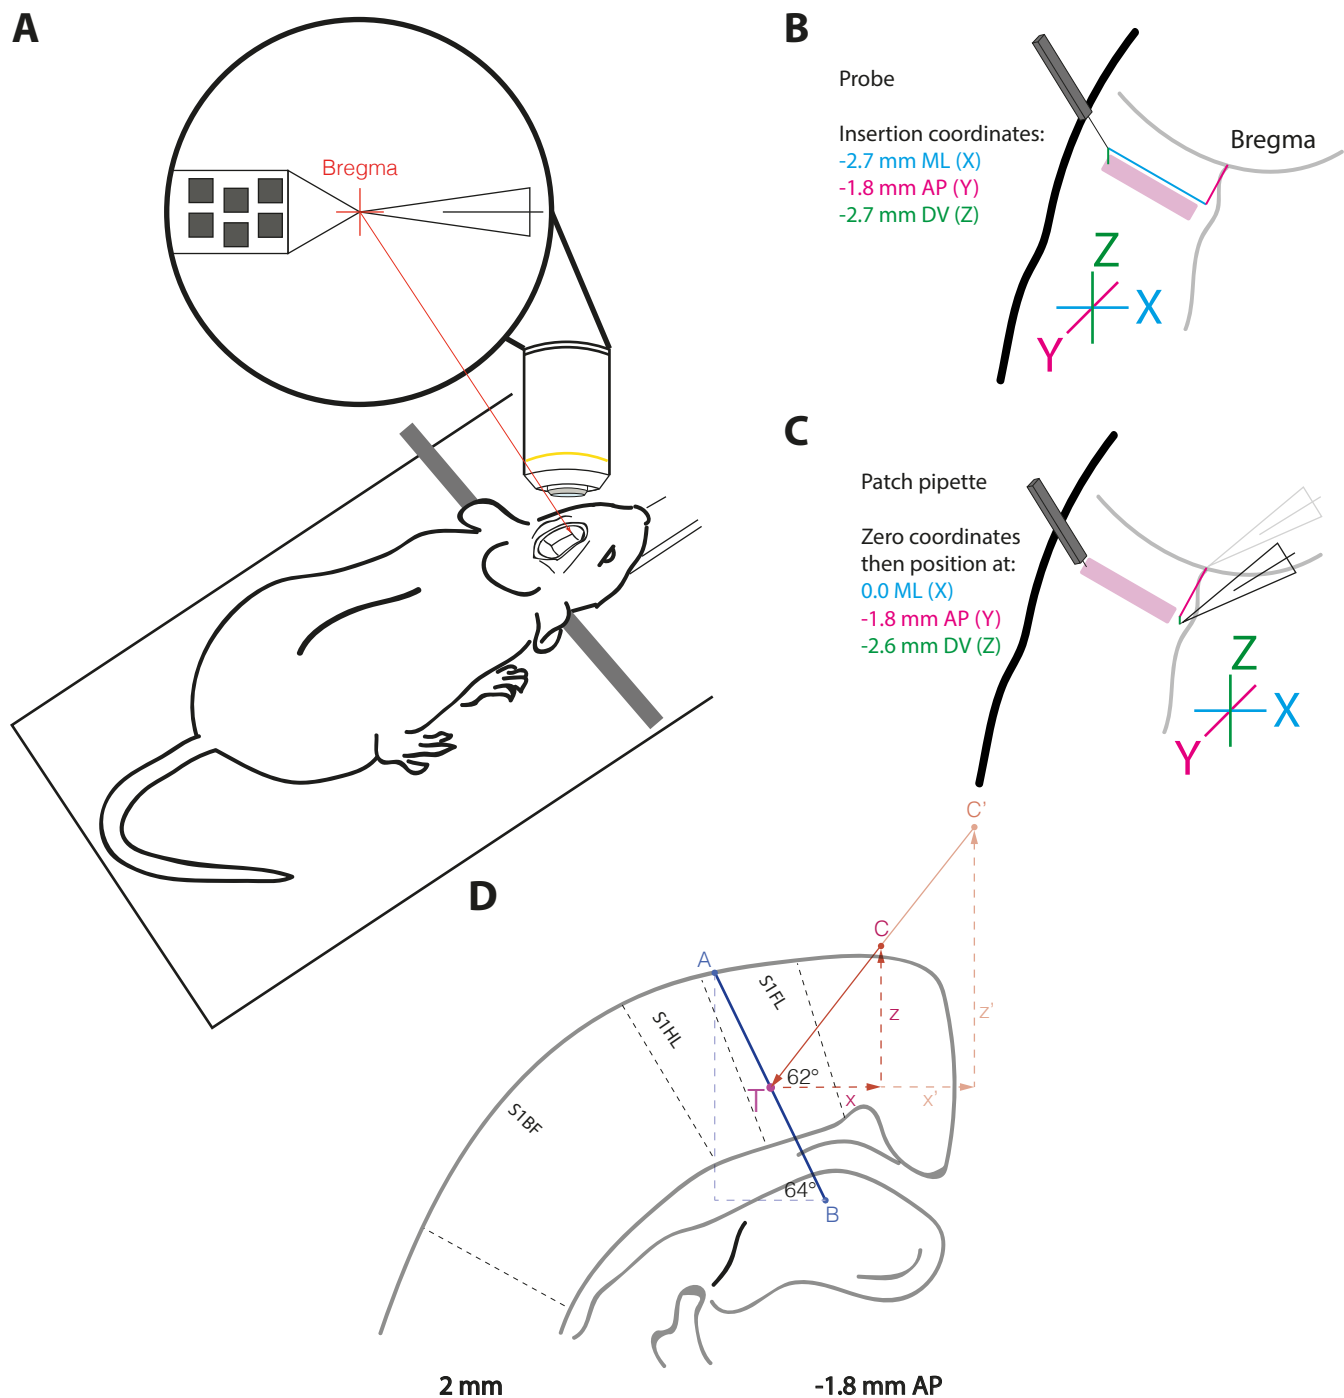 A
Bregma
B
Probe
Insertion coordinates:
-2.7 mm ML (X)
-1.8 mm AP (Y)
-2.7 mm DV (Z)
Bregma
Z
X
Y
C
Patch pipette
Zero coordinates
then position at:
0.0 ML (X)
-1.8 mm AP (Y)
-2.6 mm DV (Z)
Z
X
Y
D
C'
C
A
S1FL
S1HL
z
z'
62°
T
x
x'
S1BF
64°
B
2 mm
-1.8 mm AP